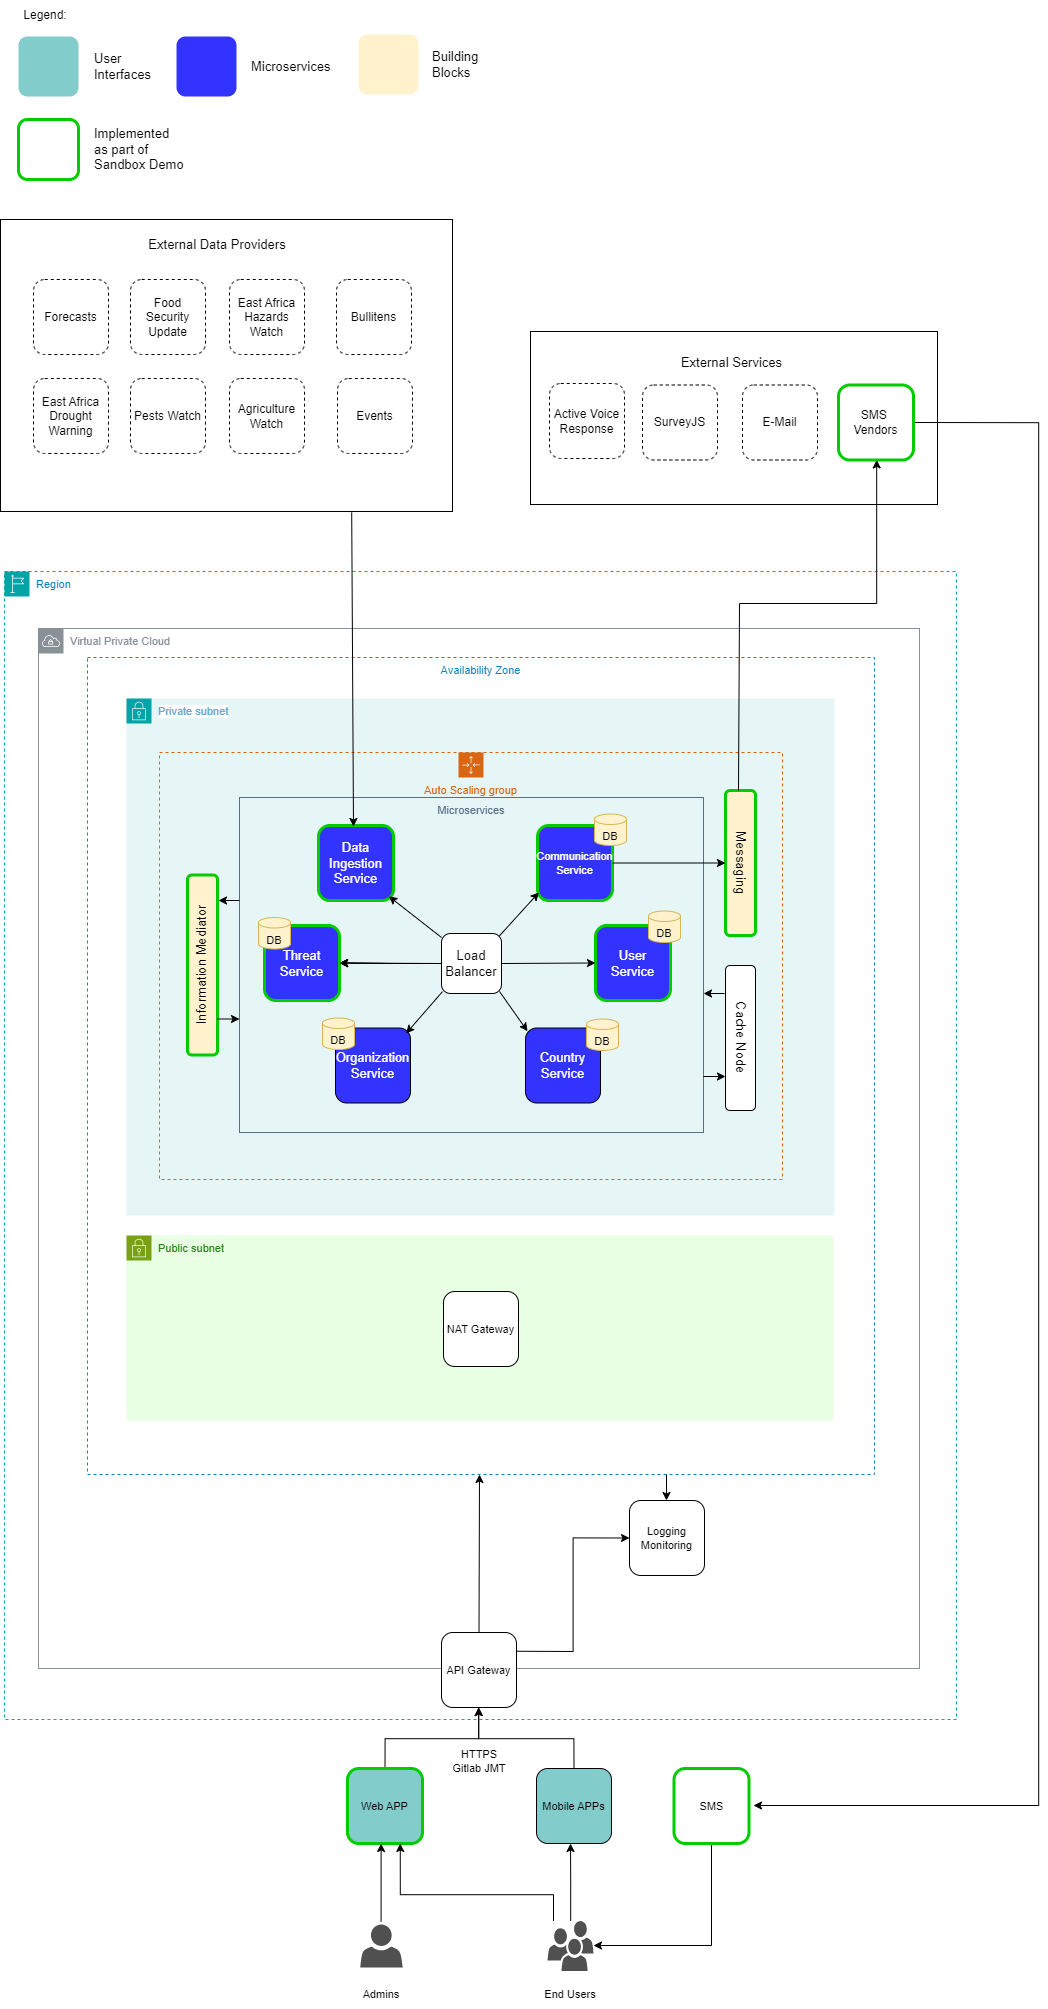 Legend:
User
Interfaces
Microservices
Building
Blocks
Implemented
as part of
Sandbox Demo
External Data Providers
Forecasts
Food
Security
Update
East Africa
Hazards
Watch
Bullitens
East Africa
Drought
Warning
Pests Watch
Agriculture
Watch
Events
External Services
Active Voice
Response
SurveyJS
E-Mail
SMS
Vendors
Region
Virtual Private Cloud
Availability Zone
Private subnet
Auto Scaling group
Microservices
Data
Ingestion
Service
DB
Communication
Service
Messaging
Information Mediator
DB
Threat
Service
Load
Balancer
DB
User
Service
Cache Node
DB
Organization
Service
DB
Country
Service
Public subnet
NAT Gateway
Logging
Monitoring
API Gateway
HTTPS
Gitlab JMT
Web APP
Mobile APPs
SMS
Admins
End Users